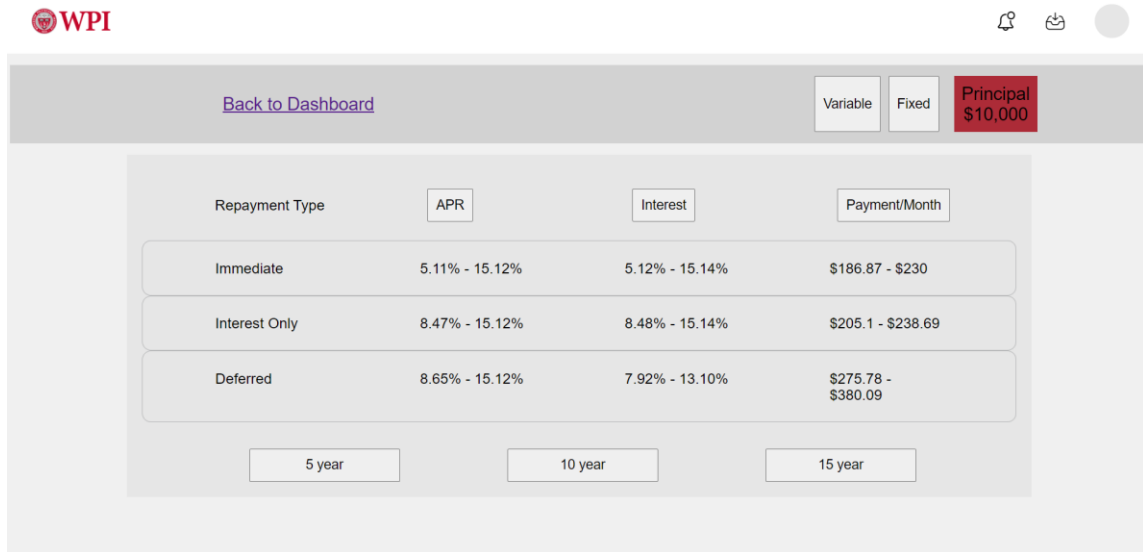 WPI
Back to Dashboard
Variable
Fixed
Principal
$10,000
Repayment Type APR Interest Payment/Month
Immediate 5.11% - 15.12% 5.12% - 15.14% $186.87 - $230
Interest Only 8.47% - 15.12% 8.48% - 15.14% $205.1 - $238.69
Deferred 8.65% - 15.12% 7.92% - 13.10% $275.78 -
$380.09
5 year 10 year 15 year